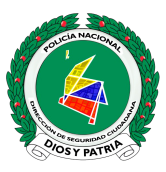 POLICÍA NACIONAL
DIRECCIÓN DE SEGURIDAD CIUDADANA
DIOS Y PATRIA